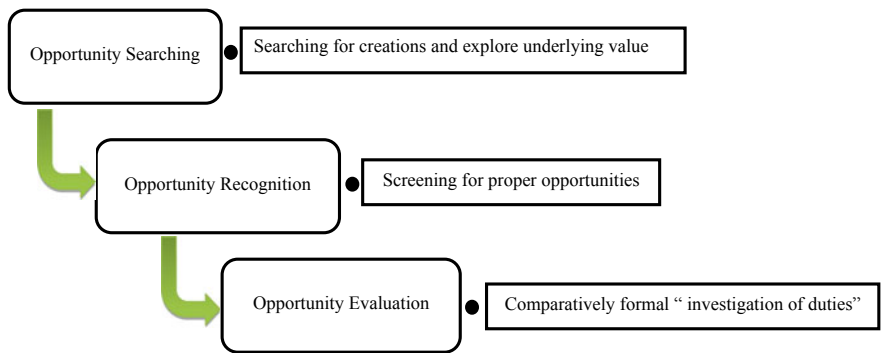 Opportunity Searching
Searching for creations and explore underlying value
Opportunity Recognition
Screening for proper opportunities
Opportunity Evaluation
Comparatively formal “ investigation of duties”